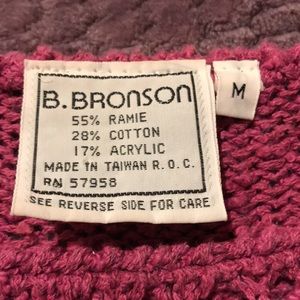 B. BRONSON
M
55% RAMIE
28% COTTON
17% ACRYLIC
MADE IN TAIWAN R.O.C.
RN 57958
SEE REVERSE SIDE FOR CARE